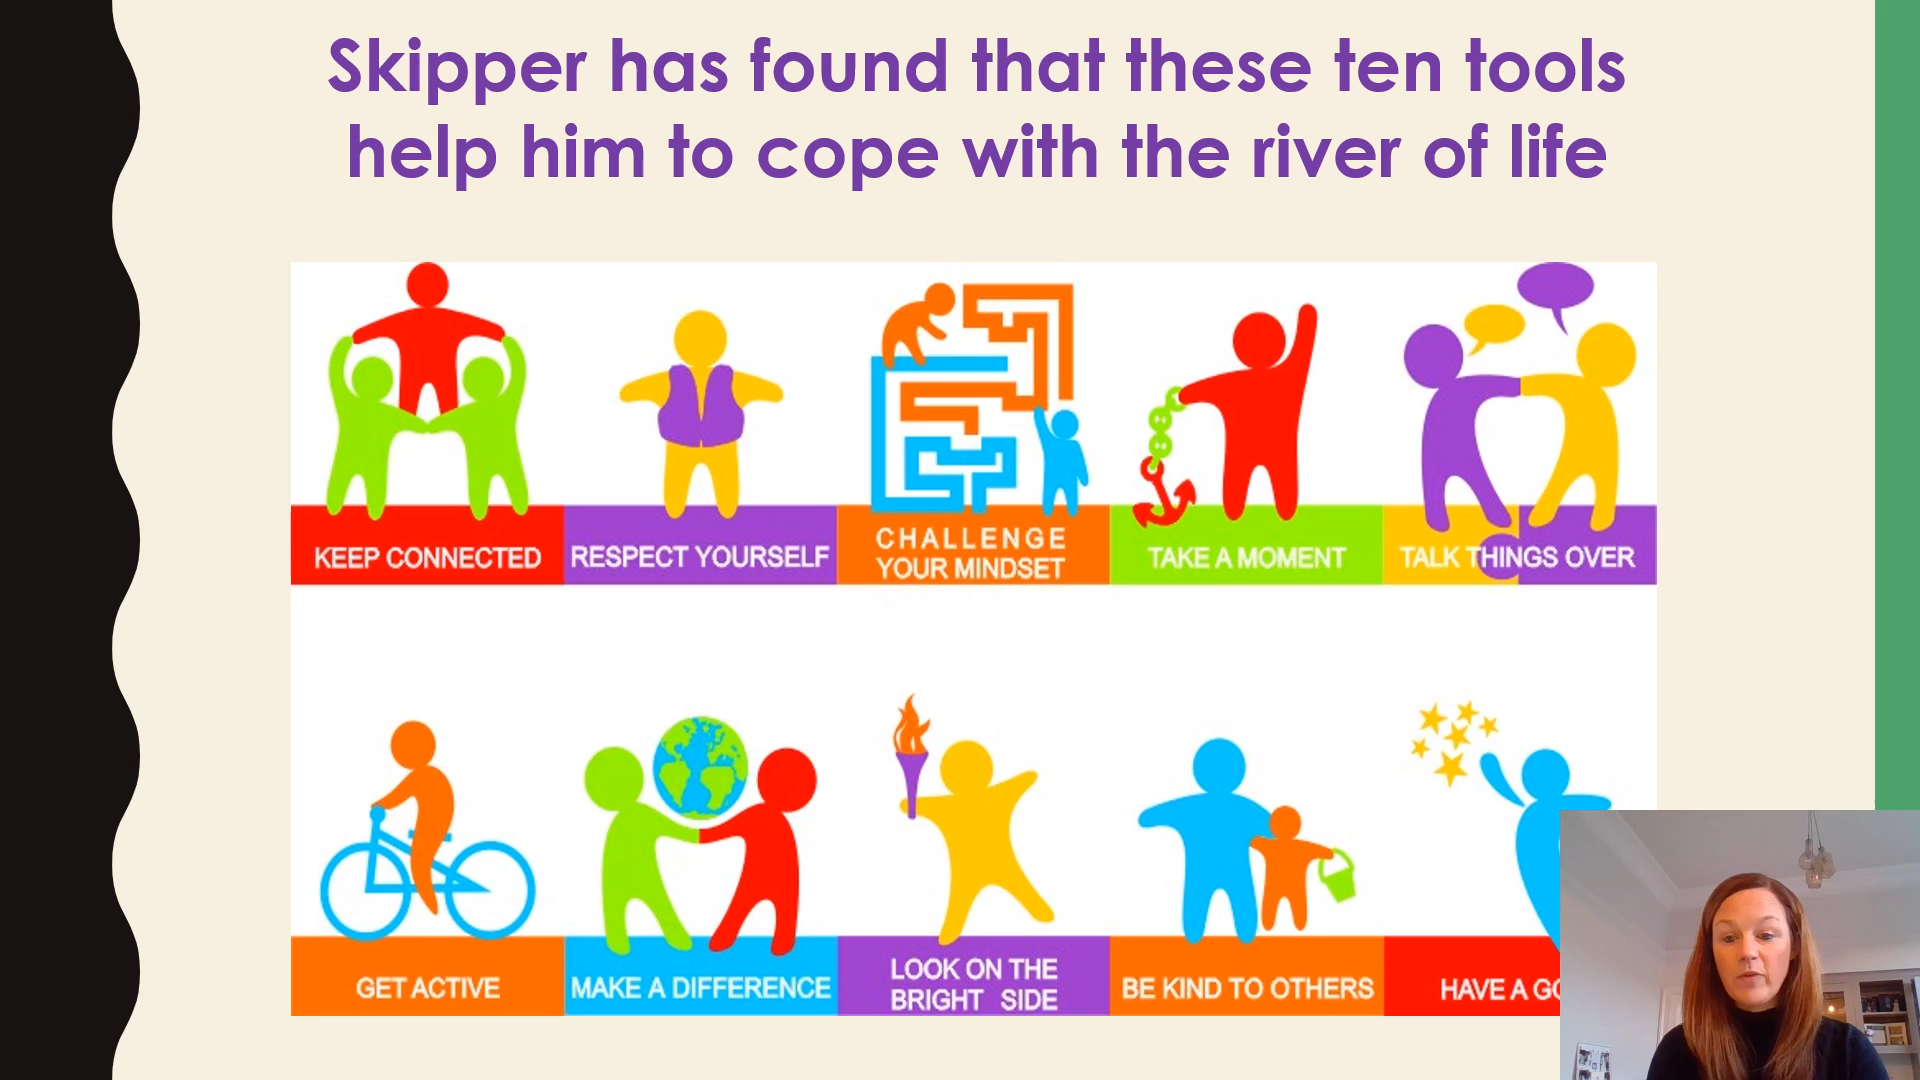 Skipper has found that these ten tools
help him to cope with the river of life
KEEP CONNECTED
RESPECT YOURSELF
CHALLENGE
YOUR MINDSET
TAKE A MOMENT
TALK THINGS OVER
GET ACTIVE
MAKE A DIFFERENCE
LOOK ON THE
BRIGHT SIDE
BE KIND TO OTHERS
HAVE A